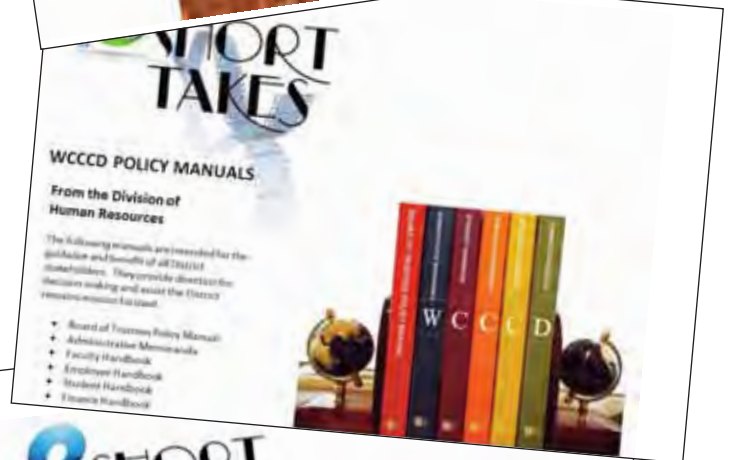 SHORT
TAKES
WCCCD POLICY MANUALS
From the Division of
Human Resources
The following manuals are intended for the
guidance and benefit of all District
stakeholders. They provide direction for
decision making and assist the District
remains mission focused.
• Board of Trustees Policy Manual
• Administrative Memoranda
• Faculty Handbook
• Employee Handbook
• Student Handbook
• Finance Handbook
W C C C D
SHORT